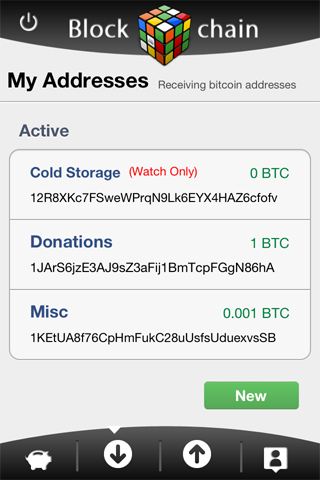 Block chain
My Addresses Receiving bitcoin addresses
Active
Cold Storage (Watch Only) 0 BTC
12R8XKc7FSweWPrqN9Lk6EYX4HAZ6cfofv
Donations 1 BTC
1JArS6jzE3AJ9sZ3aFij1BmTcpFGgN86hA
Misc 0.001 BTC
1KEtUA8f76CpHmFukC28uUsfsUduexvsSB
New